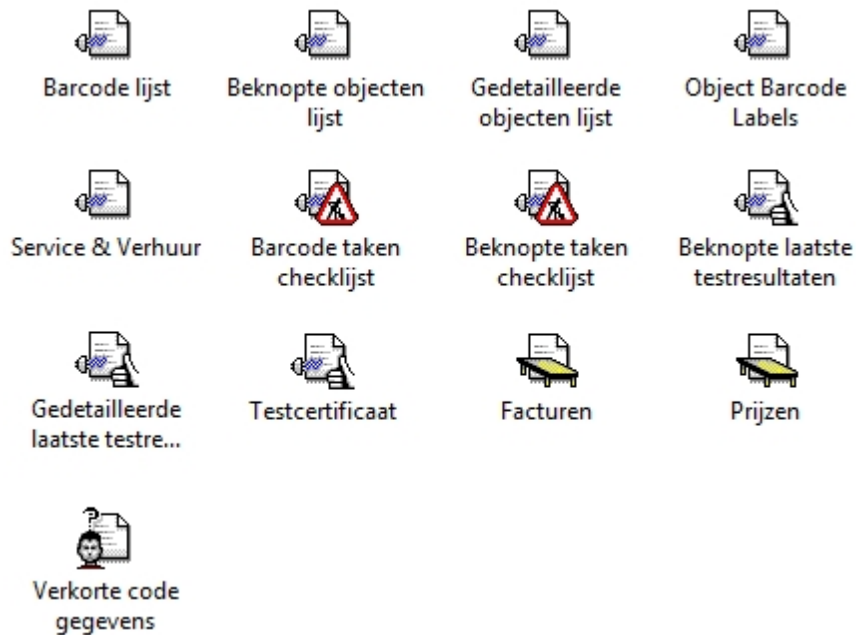 Barcode lijst
Beknopte objecten
lijst
Gedetailleerde
objecten lijst
Object Barcode
Labels
Service & Verhuur
Barcode taken
checklijst
Beknopte taken
checklijst
Beknopte laatste
testresultaten
Gedetailleerde
laatste testre...
Testcertificaat
Facturen
Prijzen
?
Verkorte code
gegevens